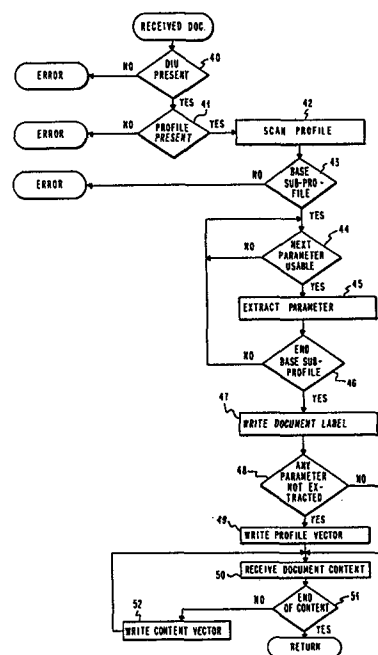 RECEIVED DOC.
DIU
PRESENT
40
NO
ERROR
YES
41
PROFILE
PRESENT
NO
ERROR
YES
42
SCAN PROFILE
43
BASE
SUB-PRO-
FILE
NO
ERROR
YES
44
NEXT
PARAMETER
USABLE
NO
YES
45
EXTRACT PARAMETER
END
BASE SUB-
PROFILE
NO
46
YES
47
WRITE DOCUMENT LABEL
48
ANY
PARAMETER
NOT EX-
TRACTED
NO
YES
49
WRITE PROFILE VECTOR
50
RECEIVE DOCUMENT CONTENT
END
OF CONTENT
51
NO
52
WRITE CONTENT VECTOR
YES
RETURN